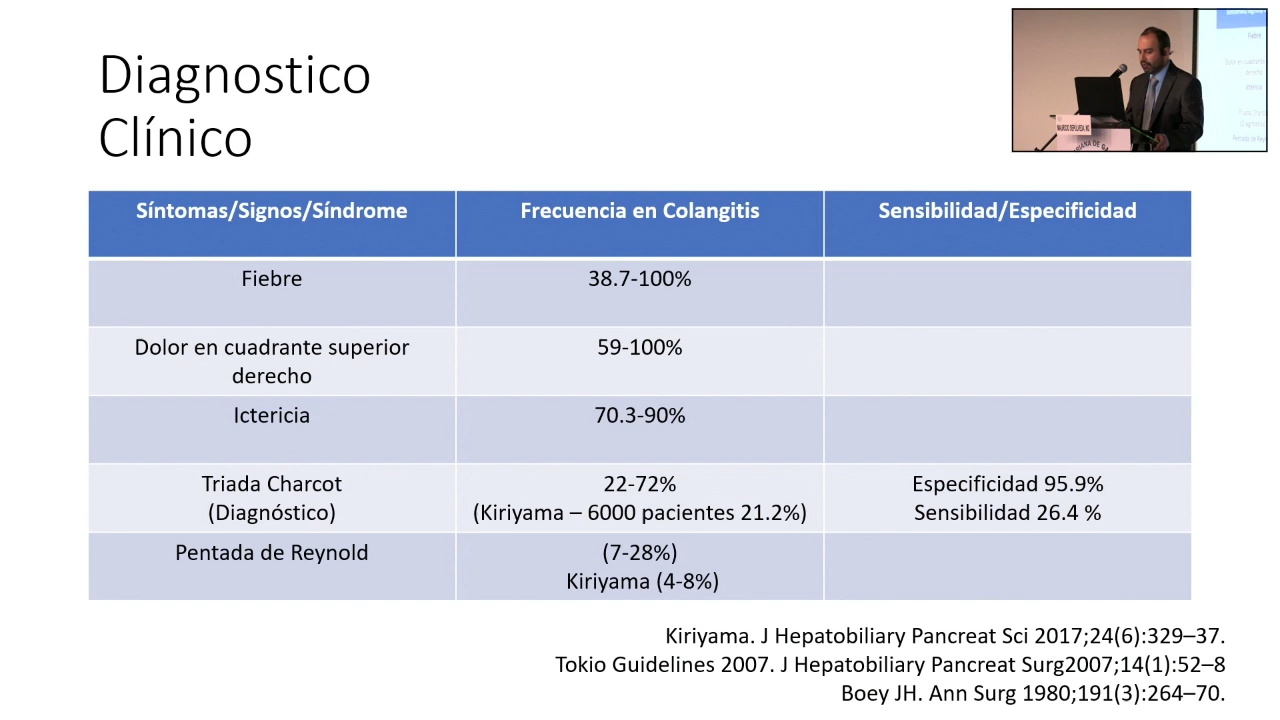 Diagnostico
Clínico
MAURICIO SEPULVEDA, MD
Síntomas/Signos/Síndrome Frecuencia en Colangitis Sensibilidad/Especificidad
Fiebre 38.7-100%
Dolor en cuadrante superior 59-100%
derecho
Ictericia 70.3-90%
Triada Charcot 22-72% Especificidad 95.9%
(Diagnóstico) (Kiriyama – 6000 pacientes 21.2%) Sensibilidad 26.4 %
Pentada de Reynold (7-28%)
Kiriyama (4-8%)
Kiriyama. J Hepatobiliary Pancreat Sci 2017;24(6):329–37.
Tokio Guidelines 2007. J Hepatobiliary Pancreat Surg2007;14(1):52–8
Boey JH. Ann Surg 1980;191(3):264–70.